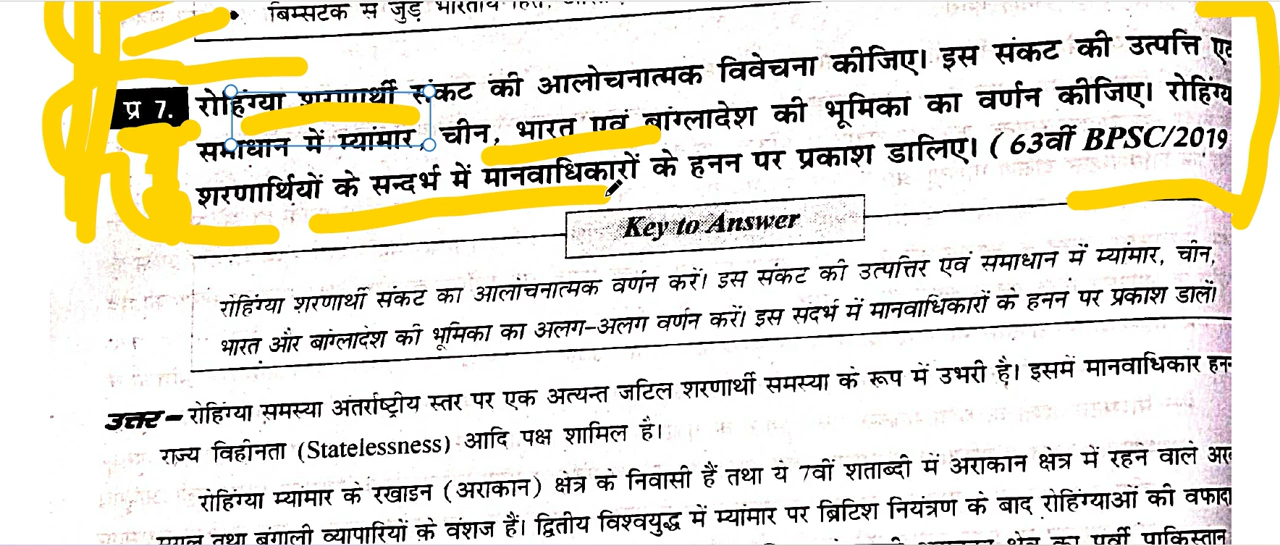 बिम्सटेक से जुड़े भारतीय हित,
प्र 7. रोहिंग्या शरणार्थी संकट की आलोचनात्मक विवेचना कीजिए। इस संकट की उत्पत्ति
समाधान में म्यांमार, चीन, भारत एवं बांग्लादेश की भूमिका का वर्णन कीजिए। रोहिंग्य
शरणार्थियों के सन्दर्भ में मानवाधिकारों के हनन पर प्रकाश डालिए। ( 63वीं BPSC/2019
Key to Answer
रोहिंग्या शरणार्थी संकट का आलोचनात्मक वर्णन करें। इस संकट की उत्पत्तिर एवं समाधान में म्यांमार, चीन,
भारत और बांग्लादेश की भूमिका का अलग-अलग वर्णन करें। इस संदर्भ में मानवाधिकारों के हनन पर प्रकाश डालें।
उत्तर – रोहिंग्या समस्या अंतर्राष्ट्रीय स्तर पर एक अत्यन्त जटिल शरणार्थी समस्या के रूप में उभरी है। इसमें मानवाधिकार हनन
राज्य विहीनता (Statelessness) आदि पक्ष शामिल है।
रोहिंग्या म्यांमार के रखाइन (अराकान) क्षेत्र के निवासी हैं तथा ये 7वीं शताब्दी में अराकान क्षेत्र में रहने वाले
मुगल तथा बंगाली व्यापारियों के वंशज हैं। द्वितीय विश्वयुद्ध में म्यांमार पर ब्रिटिश नियंत्रण के बाद रोहिंग्याओं की वफादा
क्षेत्र का पूर्वी पाकिस्तान